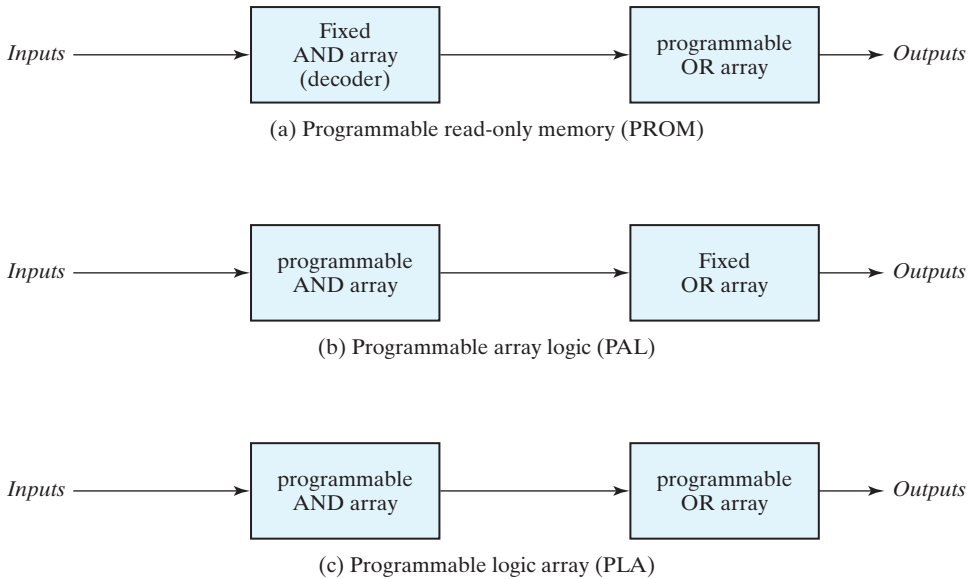 Inputs
Fixed
AND array
(decoder)
programmable
OR array
Outputs
(a) Programmable read-only memory (PROM)
Inputs
programmable
AND array
Fixed
OR array
Outputs
(b) Programmable array logic (PAL)
Inputs
programmable
AND array
programmable
OR array
Outputs
(c) Programmable logic array (PLA)